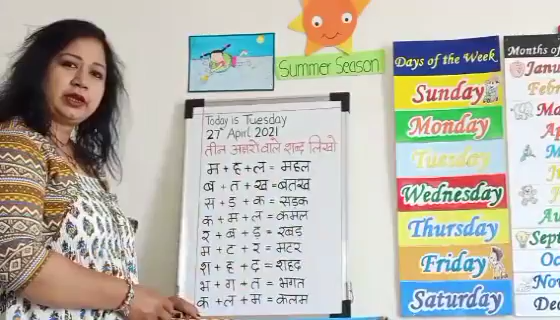 Today is Tuesday
27th April 2021
तीन अक्षरों वाले शब्द लिखो
म + ह + ल = महल
ब + त + ख = बतख
स + ड़ + क = सड़क
क + म + ल = कमल
र + ब + ड़ = रबड़
म + ट + र = मटर
श + ह + द = शहद
भ + ग + त = भगत
क + ल + म = कलम
Summer Season
Days of the Week
Sunday
Monday
Tuesday
Wednesday
Thursday
Friday
Saturday
Months of